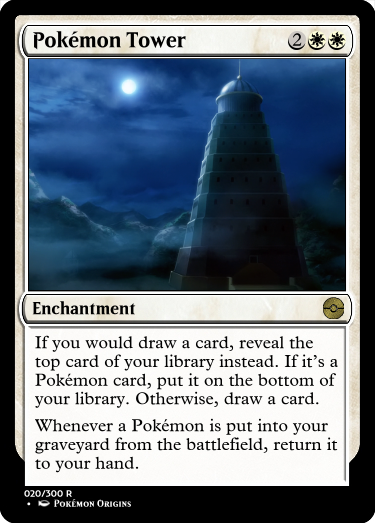 Pokémon Tower 2
Enchantment
If you would draw a card, reveal the
top card of your library instead. If it's a
Pokémon card, put it on the bottom of
your library. Otherwise, draw a card.
Whenever a Pokémon is put into your
graveyard from the battlefield, return it
to your hand.
020/300 R
• Pokémon Origins